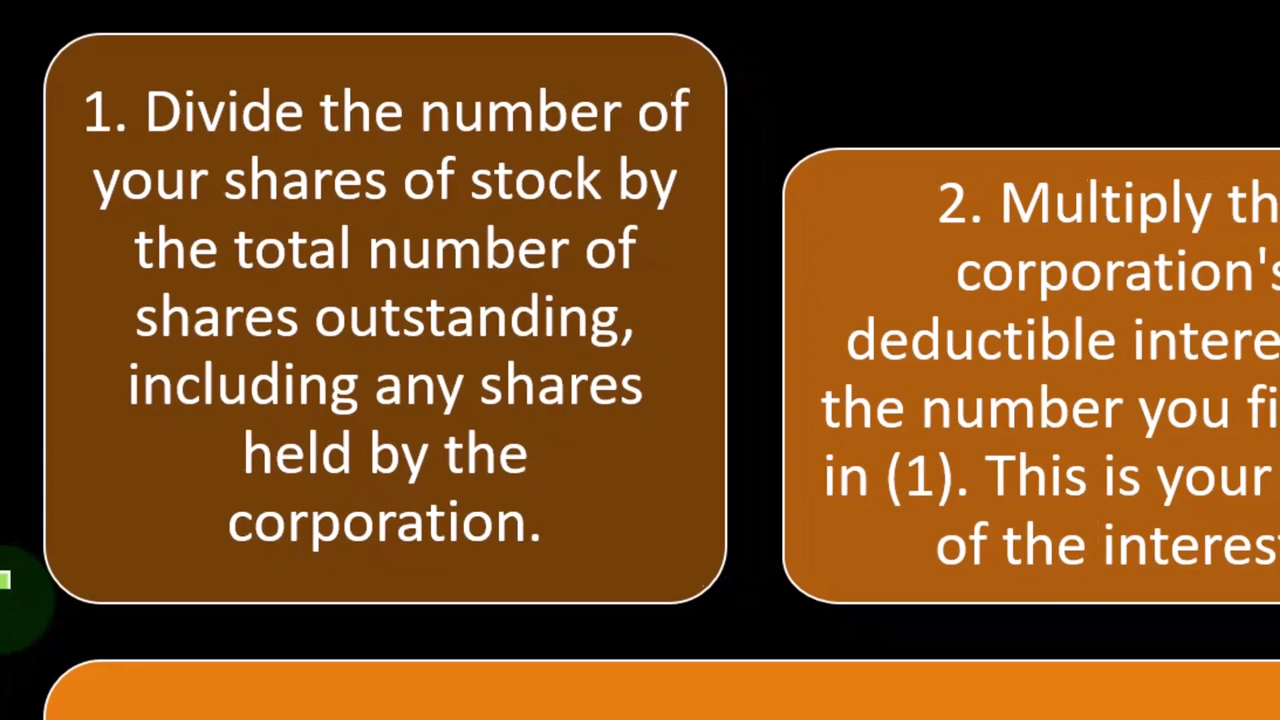 1. Divide the number of
your shares of stock by
the total number of
shares outstanding,
including any shares
held by the
corporation.
2. Multiply th
corporation's
deductible intere
the number you fi
in (1). This is your
of the interest